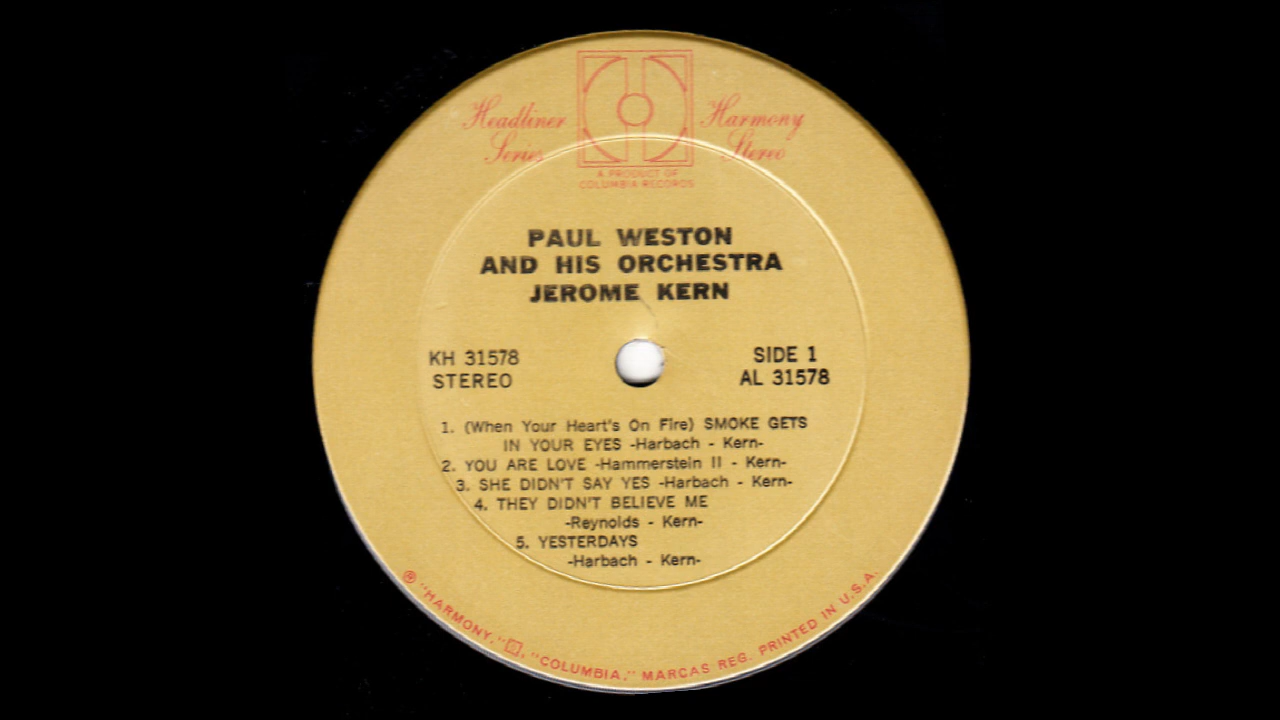 Headliner Series
Harmony Stereo
A PRODUCT OF
COLUMBIA RECORDS
PAUL WESTON
AND HIS ORCHESTRA
JEROME KERN
KH 31578
STEREO
SIDE 1
AL 31578
1. (When Your Heart's On Fire) SMOKE GETS
IN YOUR EYES -Harbach - Kern-
2. YOU ARE LOVE -Hammerstein II - Kern-
3. SHE DIDN'T SAY YES -Harbach - Kern-
4. THEY DIDN'T BELIEVE ME
-Reynolds - Kern-
5. YESTERDAYS
-Harbach - Kern-
® "HARMONY," , "COLUMBIA," MARCAS REG. PRINTED IN U.S.A.